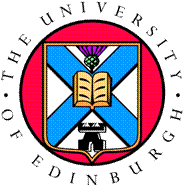 · THE UNIVERSITY ·
OF EDINBURGH